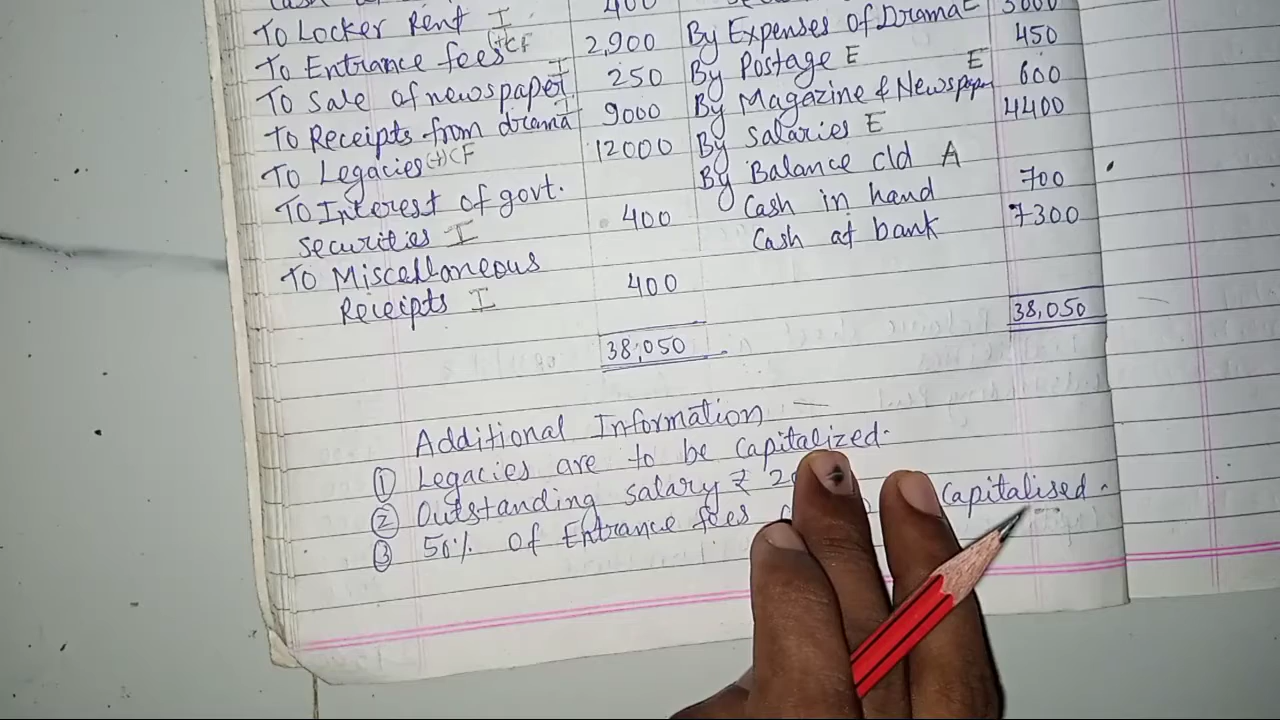 400
To Locker Rent I
To Entrance fees (+)CF 2,900
To Sale of newspaper I 250
To Receipts from drama I 9000
To Legacies (+)CF 12000
To Interest of govt.
securities I 400
To Miscellaneous
Receipts I 400
38,050
By Expenses of Drama E 3000
By Postage E 450
By Magazine & Newspaper E 600
By Salaries E 4400
By Balance c/d A
Cash in hand 700
Cash at bank 7300
38,050
Additional Information
① Legacies are to be capitalized.
② Outstanding salary ₹
③ 50% of Entrance fees Capitalised.